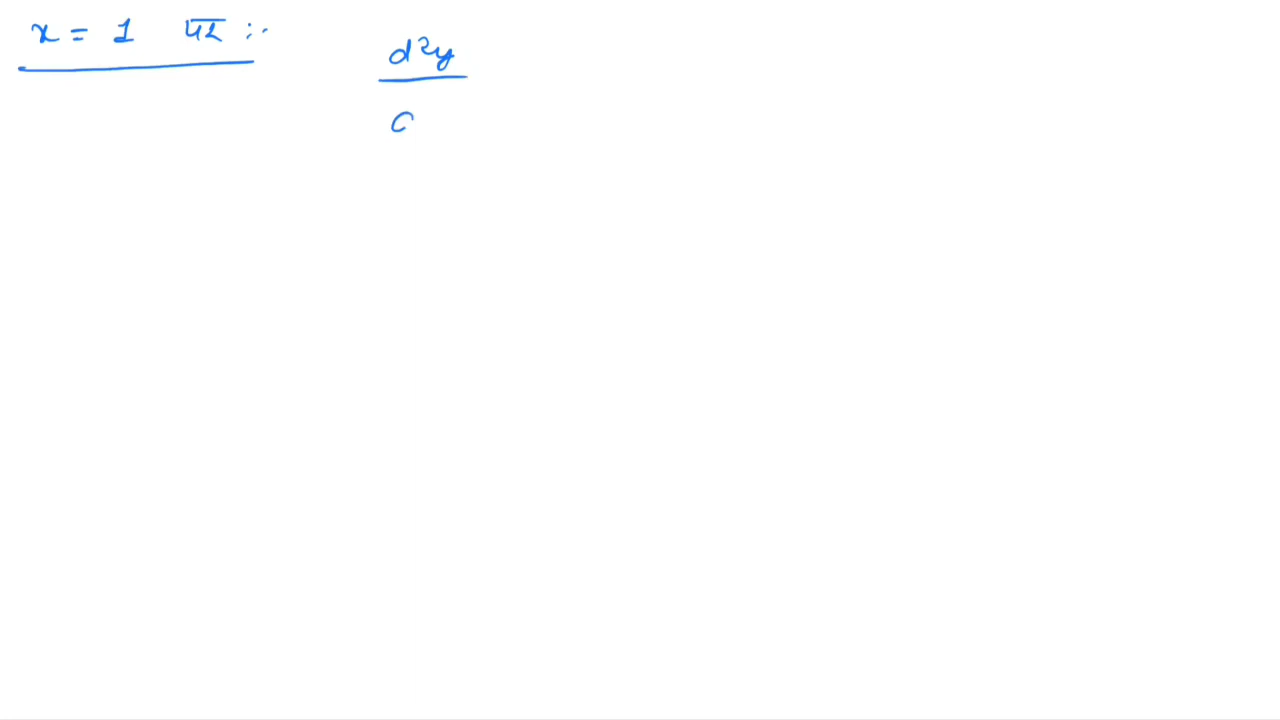 x = 1 पर :-
d²y